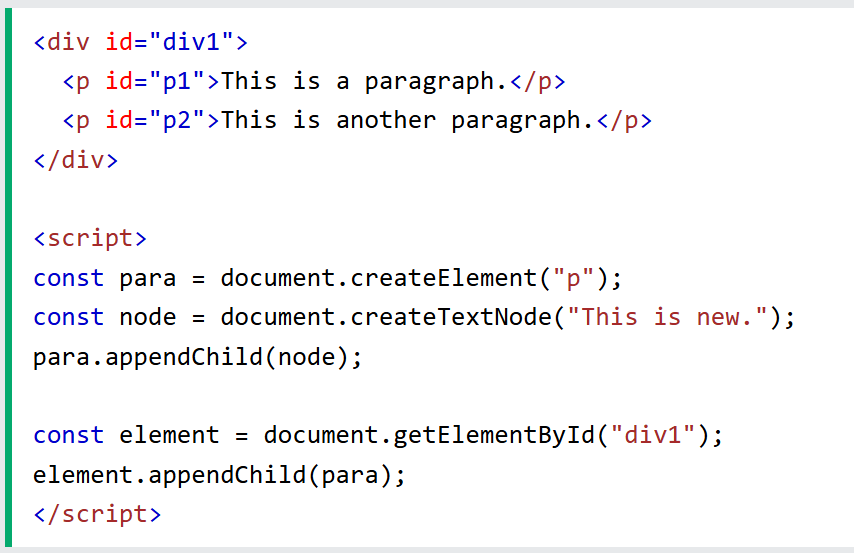 <div id="div1">
  <p id="p1">This is a paragraph.</p>
  <p id="p2">This is another paragraph.</p>
</div>

<script>
const para = document.createElement("p");
const node = document.createTextNode("This is new.");
para.appendChild(node);

const element = document.getElementById("div1");
element.appendChild(para);
</script>